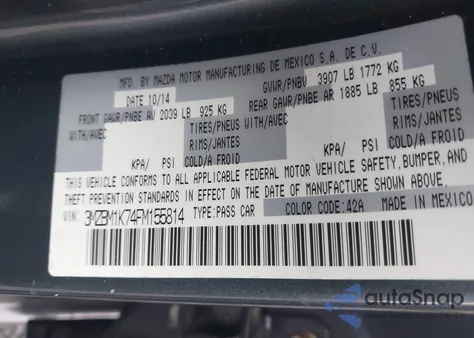 MFD. BY MAZDA MOTOR MANUFACTURING DE MEXICO S.A. DE C.V.
DATE 10/14 GVWR/PNBV 3907 LB 1772 KG
FRONT GAWR/PNBE AV 2039 LB 925 KG REAR GAWR/PNBE AR 1885 LB 855 KG
WITH/AVEC TIRES/PNEUS WITH/AVEC TIRES/PNEUS
RIMS/JANTES RIMS/JANTES
KPA/ PSI COLD/A FROID KPA/ PSI COLD/A FROID
THIS VEHICLE CONFORMS TO ALL APPLICABLE FEDERAL MOTOR VEHICLE SAFETY, BUMPER, AND
THEFT PREVENTION STANDARDS IN EFFECT ON THE DATE OF MANUFACTURE SHOWN ABOVE.
VIN: 3MZBM1K74FM155814 TYPE:PASS CAR COLOR CODE:42A MADE IN MEXICO
autoSnap